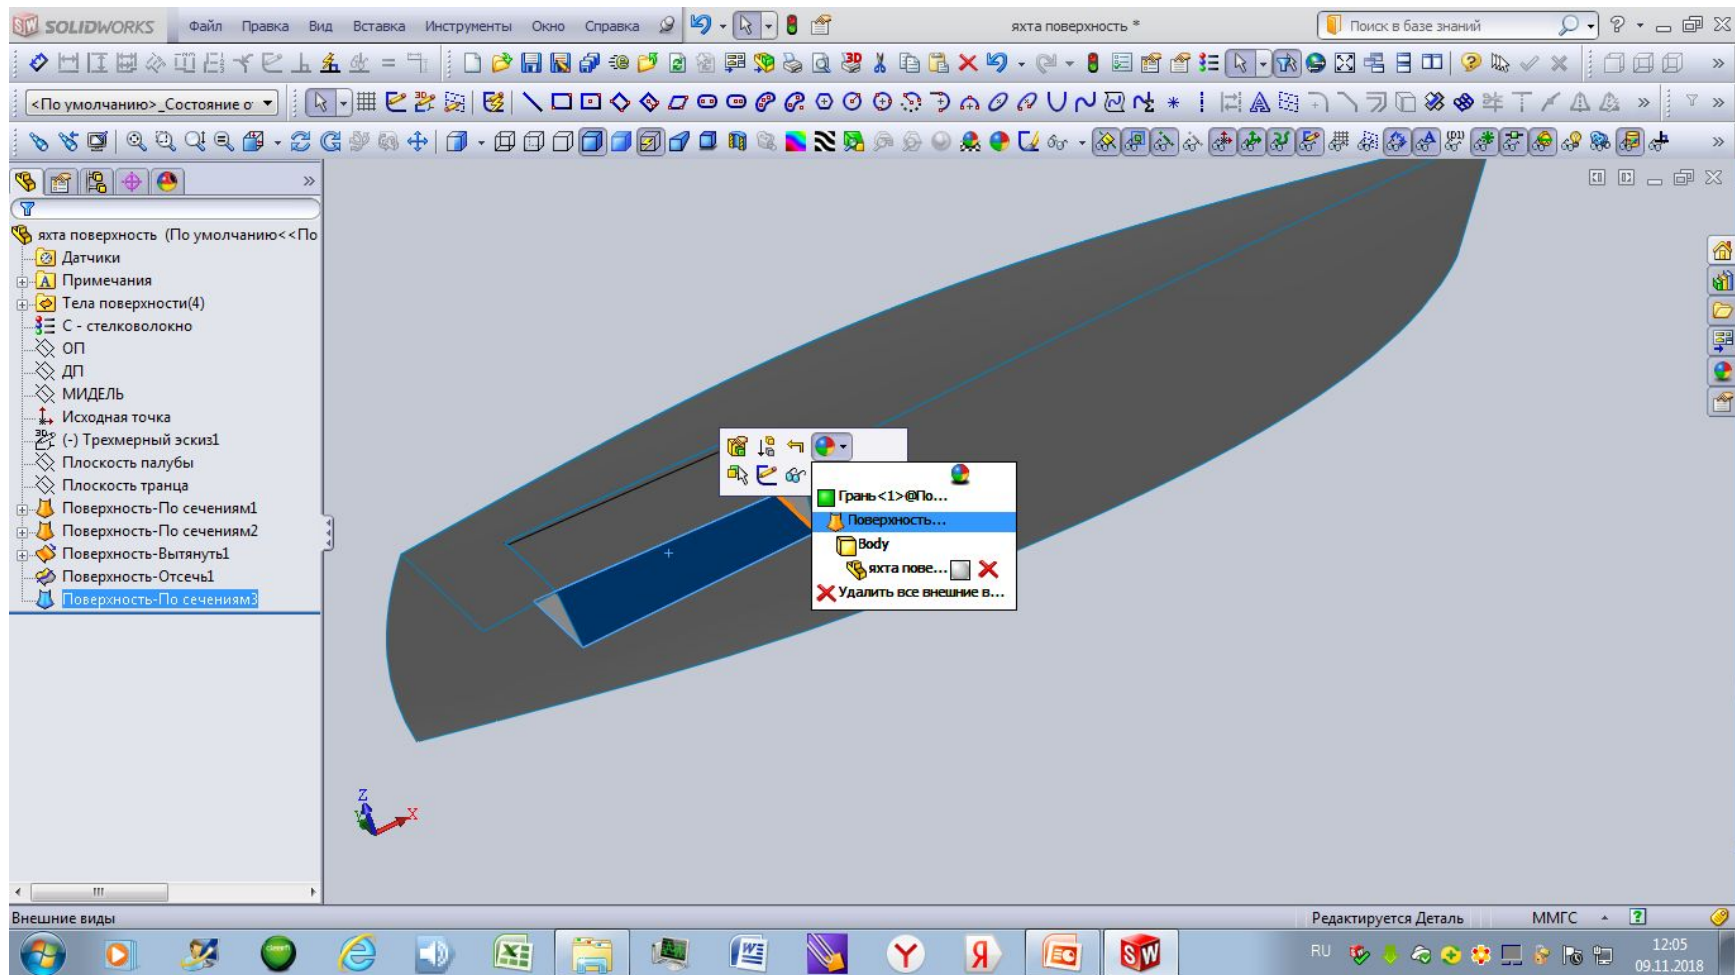 SOLIDWORKS Файл Правка Вид Вставка Инструменты Окно Справка яхта поверхность * Поиск в базе знаний
<По умолчанию>_Состояние о
яхта поверхность (По умолчанию<<По
Датчики
Примечания
Тела поверхности(4)
С - стелковолокно
ОП
ДП
МИДЕЛЬ
Исходная точка
(-) Трехмерный эскиз1
Плоскость палубы
Плоскость транца
Поверхность-По сечениям1
Поверхность-По сечениям2
Поверхность-Вытянуть1
Поверхность-Отсечь1
Поверхность-По сечениям3
Грань<1>@По...
Поверхность...
Body
яхта пове...
Удалить все внешние в...
Z
X
Внешние виды Редактируется Деталь ММГС
RU 12:05
09.11.2018